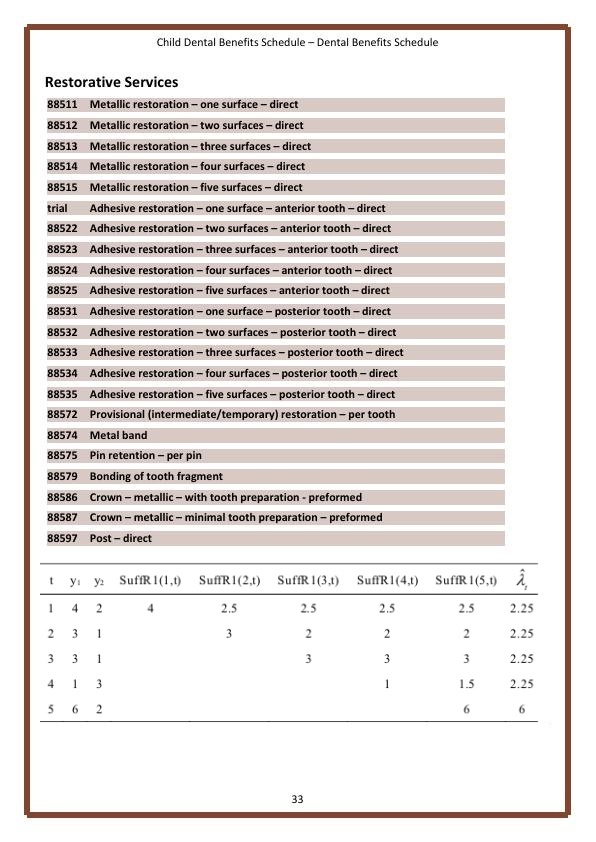 Child Dental Benefits Schedule – Dental Benefits Schedule
Restorative Services
88511 Metallic restoration – one surface – direct
88512 Metallic restoration – two surfaces – direct
88513 Metallic restoration – three surfaces – direct
88514 Metallic restoration – four surfaces – direct
88515 Metallic restoration – five surfaces – direct
trial Adhesive restoration – one surface – anterior tooth – direct
88522 Adhesive restoration – two surfaces – anterior tooth – direct
88523 Adhesive restoration – three surfaces – anterior tooth – direct
88524 Adhesive restoration – four surfaces – anterior tooth – direct
88525 Adhesive restoration – five surfaces – anterior tooth – direct
88531 Adhesive restoration – one surface – posterior tooth – direct
88532 Adhesive restoration – two surfaces – posterior tooth – direct
88533 Adhesive restoration – three surfaces – posterior tooth – direct
88534 Adhesive restoration – four surfaces – posterior tooth – direct
88535 Adhesive restoration – five surfaces – posterior tooth – direct
88572 Provisional (intermediate/temporary) restoration – per tooth
88574 Metal band
88575 Pin retention – per pin
88579 Bonding of tooth fragment
88586 Crown – metallic – with tooth preparation - preformed
88587 Crown – metallic – minimal tooth preparation – preformed
88597 Post – direct
t y₁ y₂ SuffR1(1,t) SuffR1(2,t) SuffR1(3,t) SuffR1(4,t) SuffR1(5,t) λ̂ₜ
1 4 2 4 2.5 2.5 2.5 2.5 2.25
2 3 1 3 2 2 2 2.25
3 3 1 3 3 3 2.25
4 1 3 1 1.5 2.25
5 6 2 6 6
33